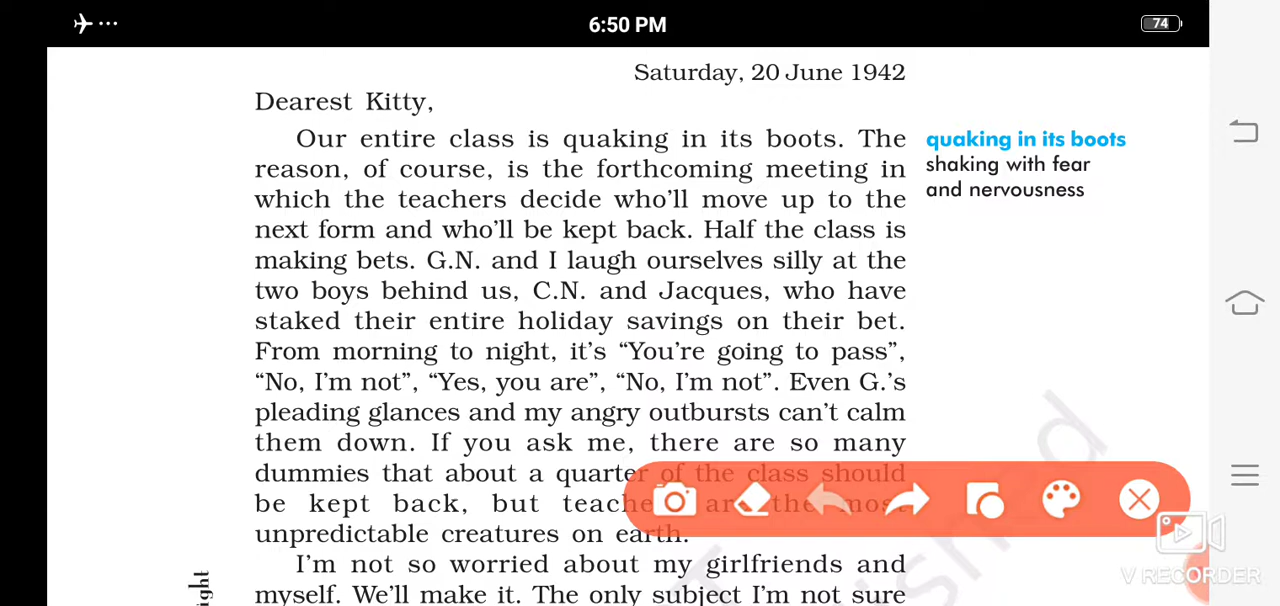 6:50 PM
74
Saturday, 20 June 1942
Dearest Kitty,
Our entire class is quaking in its boots. The
reason, of course, is the forthcoming meeting in
which the teachers decide who'll move up to the
next form and who'll be kept back. Half the class is
making bets. G.N. and I laugh ourselves silly at the
two boys behind us, C.N. and Jacques, who have
staked their entire holiday savings on their bet.
From morning to night, it's “You're going to pass”,
“No, I'm not”, “Yes, you are”, “No, I'm not”. Even G.'s
pleading glances and my angry outbursts can't calm
them down. If you ask me, there are so many
dummies that about a quarter of the class should
be kept back, but teachers are the most
unpredictable creatures on earth.
I'm not so worried about my girlfriends and
myself. We'll make it. The only subject I'm not sure
quaking in its boots
shaking with fear
and nervousness
V RECORDER